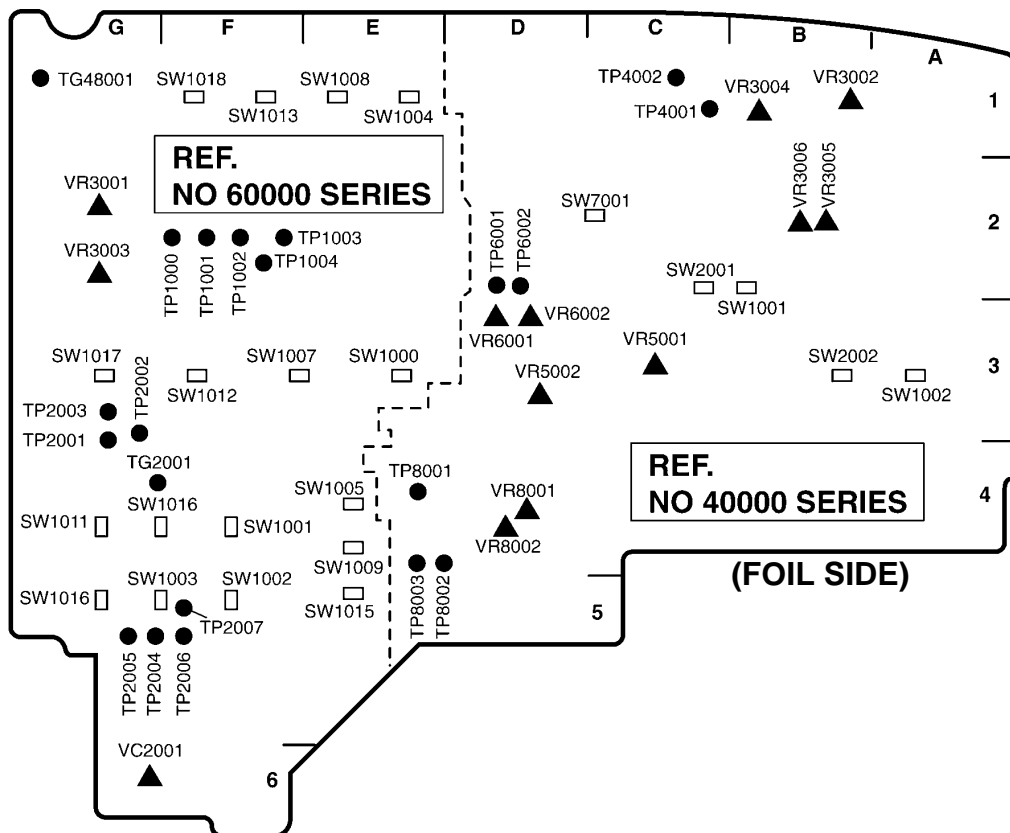 G F E D C B A
TG48001
SW1018
SW1008
TP4002
VR3004
VR3002
SW1013
SW1004
TP4001
1
REF.
NO 60000 SERIES
VR3001
SW7001
VR3006
VR3005
2
VR3003
TP1000
TP1001
TP1002
TP1003
TP1004
TP6001
TP6002
SW2001
SW1001
VR6001
VR6002
SW1017
TP2002
SW1012
SW1007
SW1000
VR5002
VR5001
SW2002
SW1002
3
TP2003
TP2001
TG2001
SW1016
SW1005
TP8001
VR8001
REF.
NO 40000 SERIES
4
SW1011
SW1001
VR8002
SW1009
(FOIL SIDE)
SW1003
SW1002
SW1016
SW1015
TP8003
TP8002
5
TP2007
TP2005
TP2004
TP2006
VC2001
6